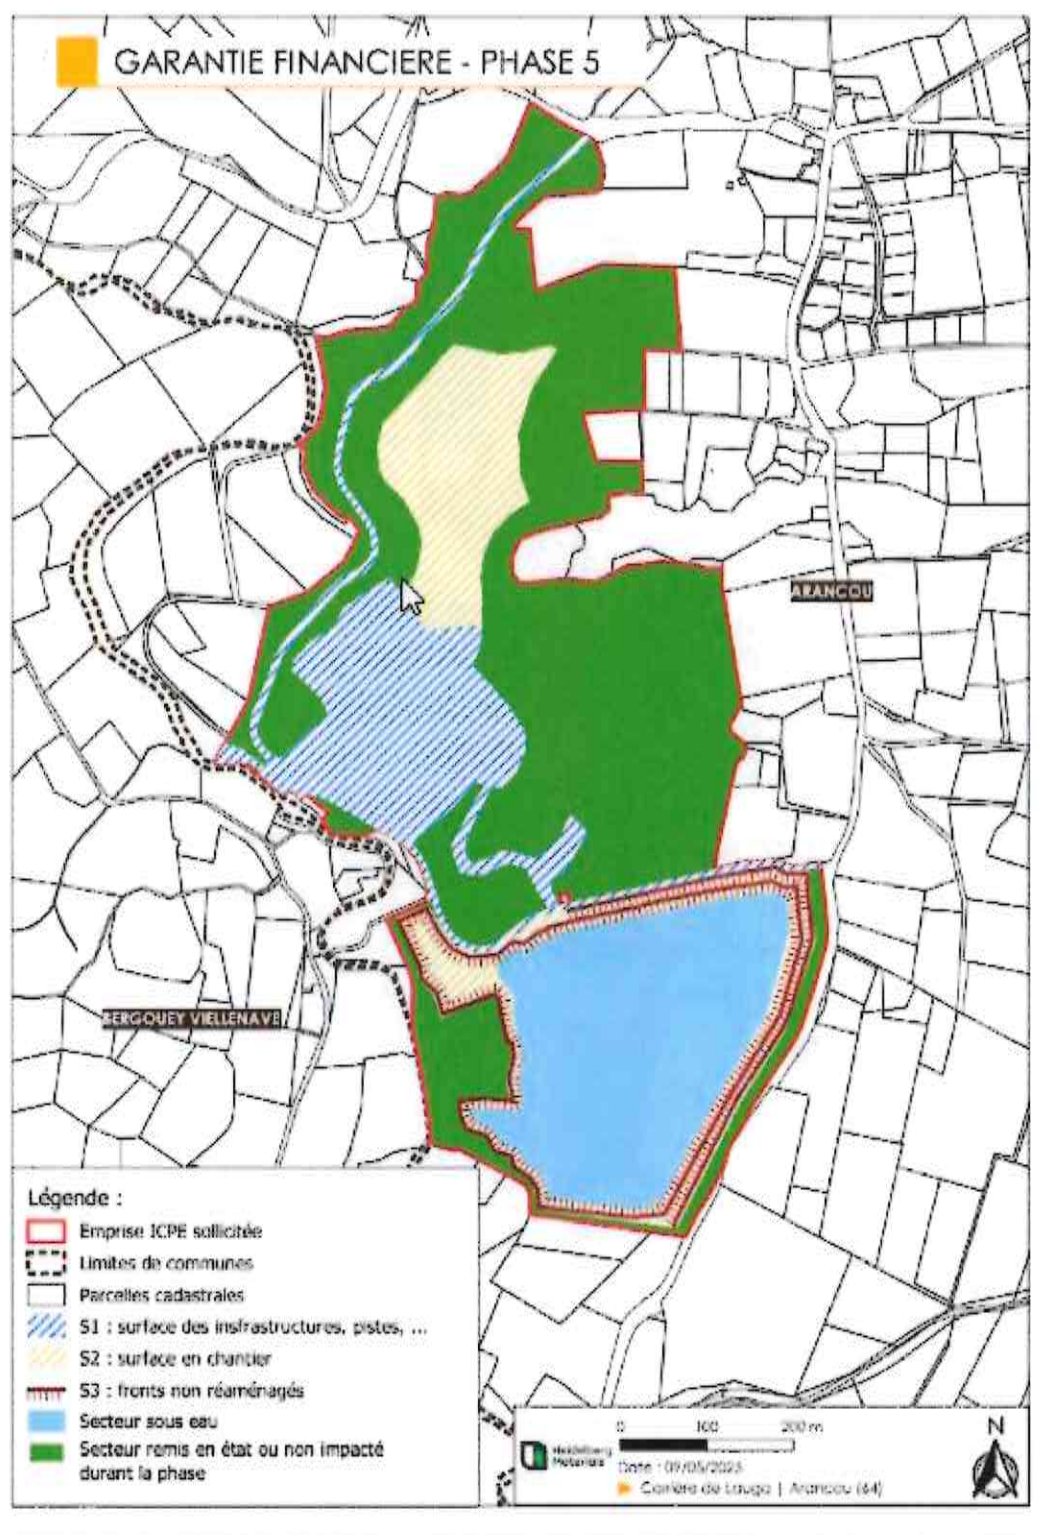 GARANTIE FINANCIERE - PHASE 5
ARANCOU
BERGOUEY VIELLENAVE
Légende :
Emprise ICPE sollicitée
Limites de communes
Parcelles cadastrales
S1 : surface des insfrastructures, pistes, ...
S2 : surface en chantier
S3 : fronts non réaménagés
Secteur sous eau
Secteur remis en état ou non impacté
durant la phase
0 100 200 m
N
Heidelberg
Materials
Date : 09/05/2023
Carrière de Lauga | Arancou (64)